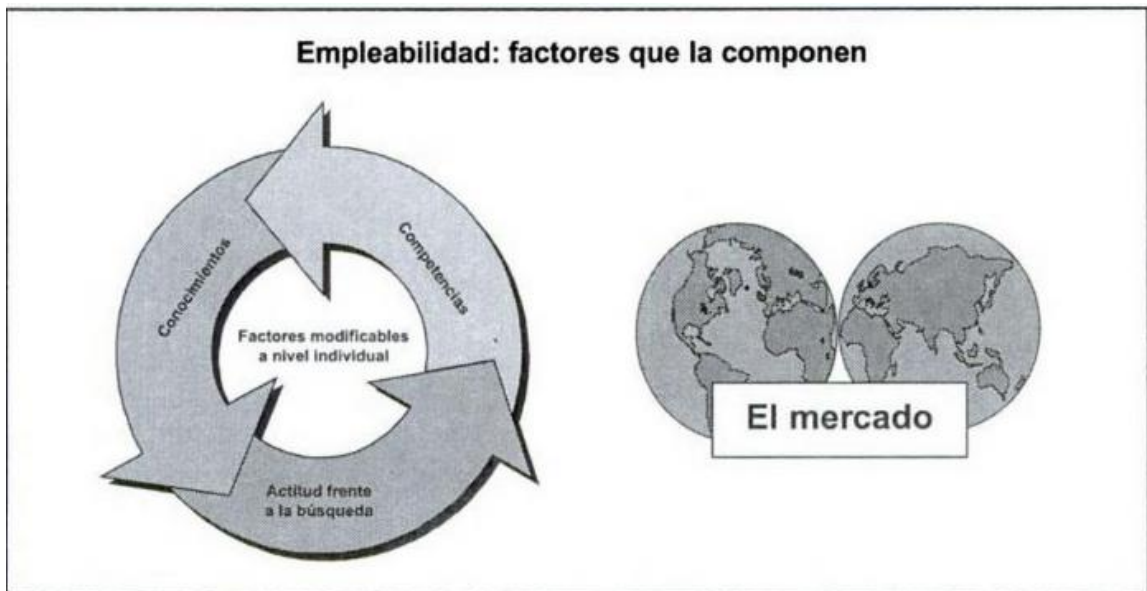 Empleabilidad: factores que la componen
Conocimientos
Competencias
Factores modificables
a nivel individual
Actitud frente
a la búsqueda
El mercado